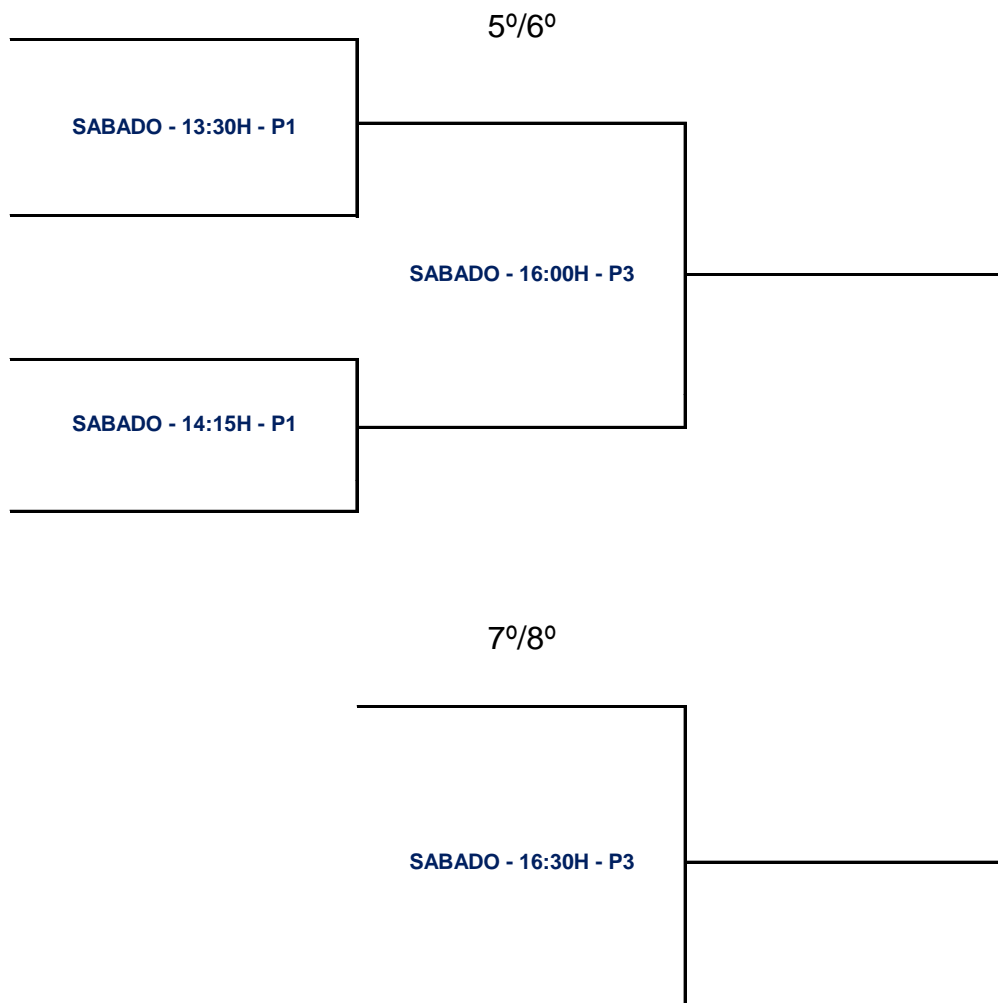 5º/6º
SABADO - 13:30H - P1
SABADO - 16:00H - P3
SABADO - 14:15H - P1
7º/8º
SABADO - 16:30H - P3